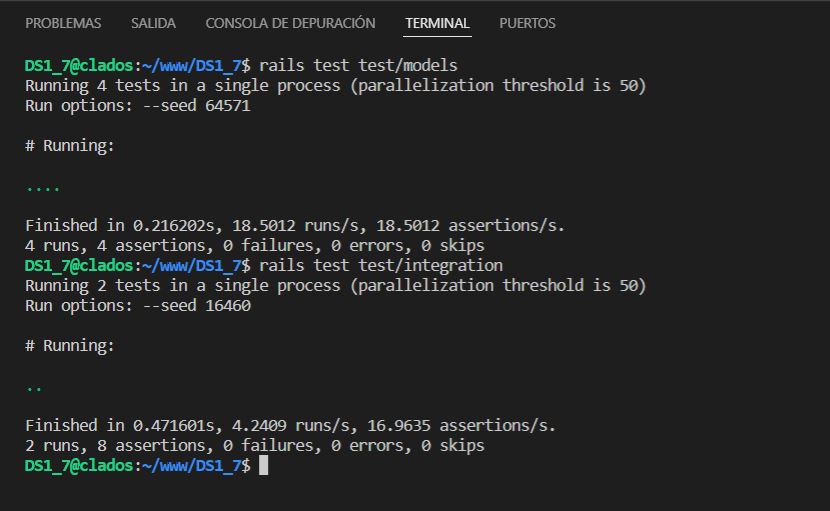 PROBLEMAS SALIDA CONSOLA DE DEPURACIÓN TERMINAL PUERTOS
DS1_7@clados:~/www/DS1_7$ rails test test/models
Running 4 tests in a single process (parallelization threshold is 50)
Run options: --seed 64571
# Running:
....
Finished in 0.216202s, 18.5012 runs/s, 18.5012 assertions/s.
4 runs, 4 assertions, 0 failures, 0 errors, 0 skips
DS1_7@clados:~/www/DS1_7$ rails test test/integration
Running 2 tests in a single process (parallelization threshold is 50)
Run options: --seed 16460
# Running:
..
Finished in 0.471601s, 4.2409 runs/s, 16.9635 assertions/s.
2 runs, 8 assertions, 0 failures, 0 errors, 0 skips
DS1_7@clados:~/www/DS1_7$